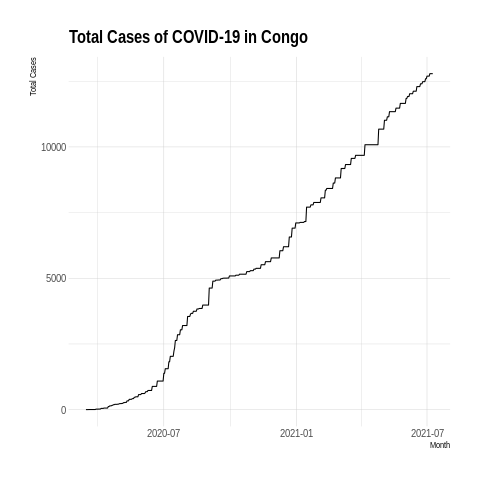 Total Cases of COVID-19 in Congo
Total Cases
10000
5000
0
2020-07
2021-01
2021-07
Month